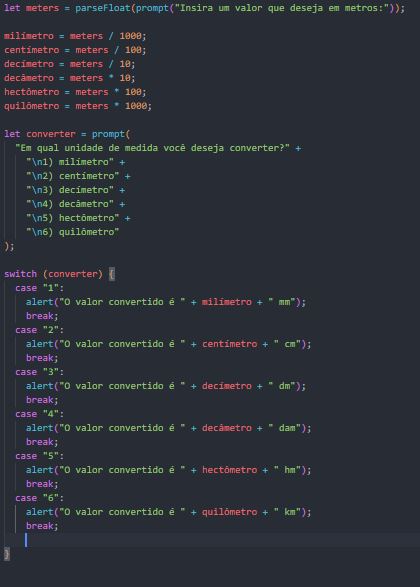 let meters = parseFloat(prompt("Insira um valor que deseja em metros:"));
milímetro = meters / 1000;
centímetro = meters / 100;
decímetro = meters / 10;
decâmetro = meters * 10;
hectômetro = meters * 100;
quilômetro = meters * 1000;
let converter = prompt(
"Em qual unidade de medida você deseja converter?" +
"\n1) milímetro" +
"\n2) centímetro" +
"\n3) decímetro" +
"\n4) decâmetro" +
"\n5) hectômetro" +
"\n6) quilômetro"
);
switch (converter) {
case "1":
alert("O valor convertido é " + milímetro + " mm");
break;
case "2":
alert("O valor convertido é " + centímetro + " cm");
break;
case "3":
alert("O valor convertido é " + decímetro + " dm");
break;
case "4":
alert("O valor convertido é " + decâmetro + " dam");
break;
case "5":
alert("O valor convertido é " + hectômetro + " hm");
break;
case "6":
alert("O valor convertido é " + quilômetro + " km");
break;
}